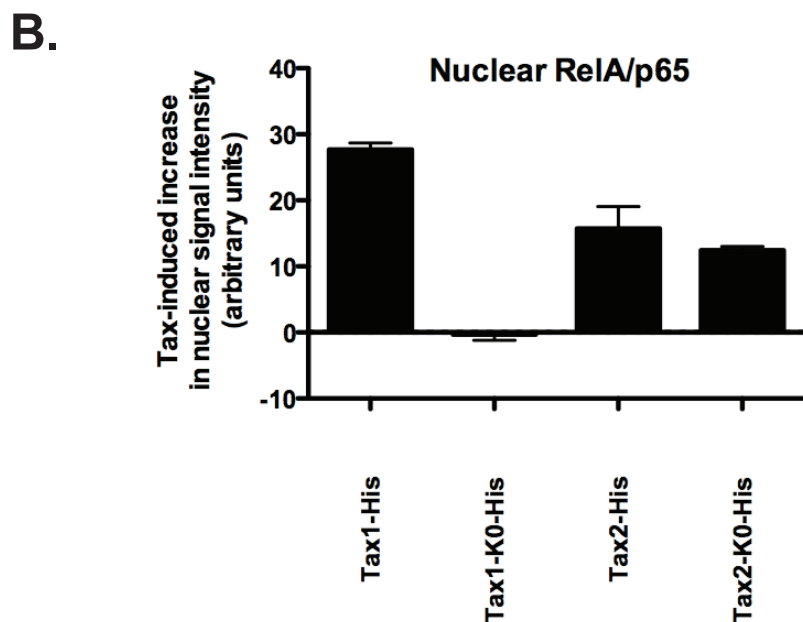 B.
Nuclear RelA/p65
Tax-induced increase
in nuclear signal intensity
(arbitrary units)
40
30
20
10
0
-10
Tax1-His
Tax1-K0-His
Tax2-His
Tax2-K0-His